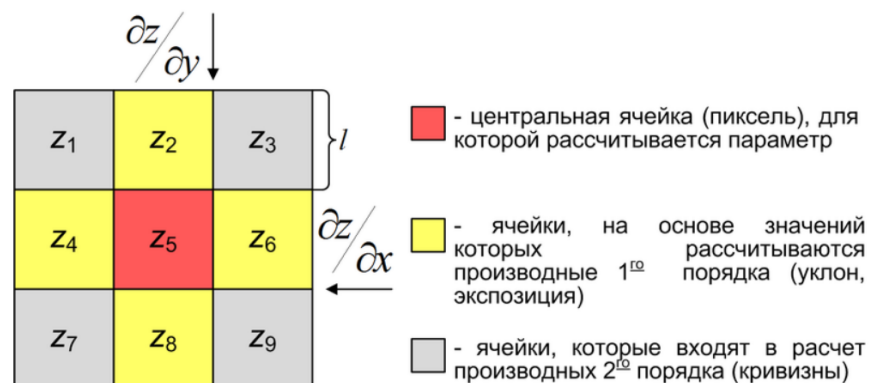 ∂z/∂y
z1 z2 z3 l
z4 z5 z6 ∂z/∂x
z7 z8 z9
- центральная ячейка (пиксель), для
которой рассчитывается параметр
- ячейки, на основе значений
которых рассчитываются
производные 1го порядка (уклон,
экспозиция)
- ячейки, которые входят в расчет
производных 2го порядка (кривизны)